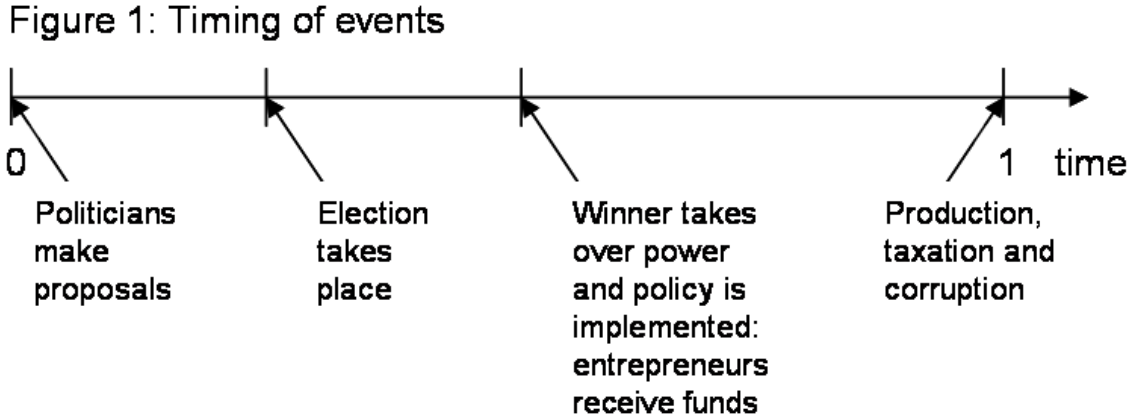 Figure 1: Timing of events
0
1
time
Politicians
make
proposals
Election
takes
place
Winner takes
over power
and policy is
implemented:
entrepreneurs
receive funds
Production,
taxation and
corruption